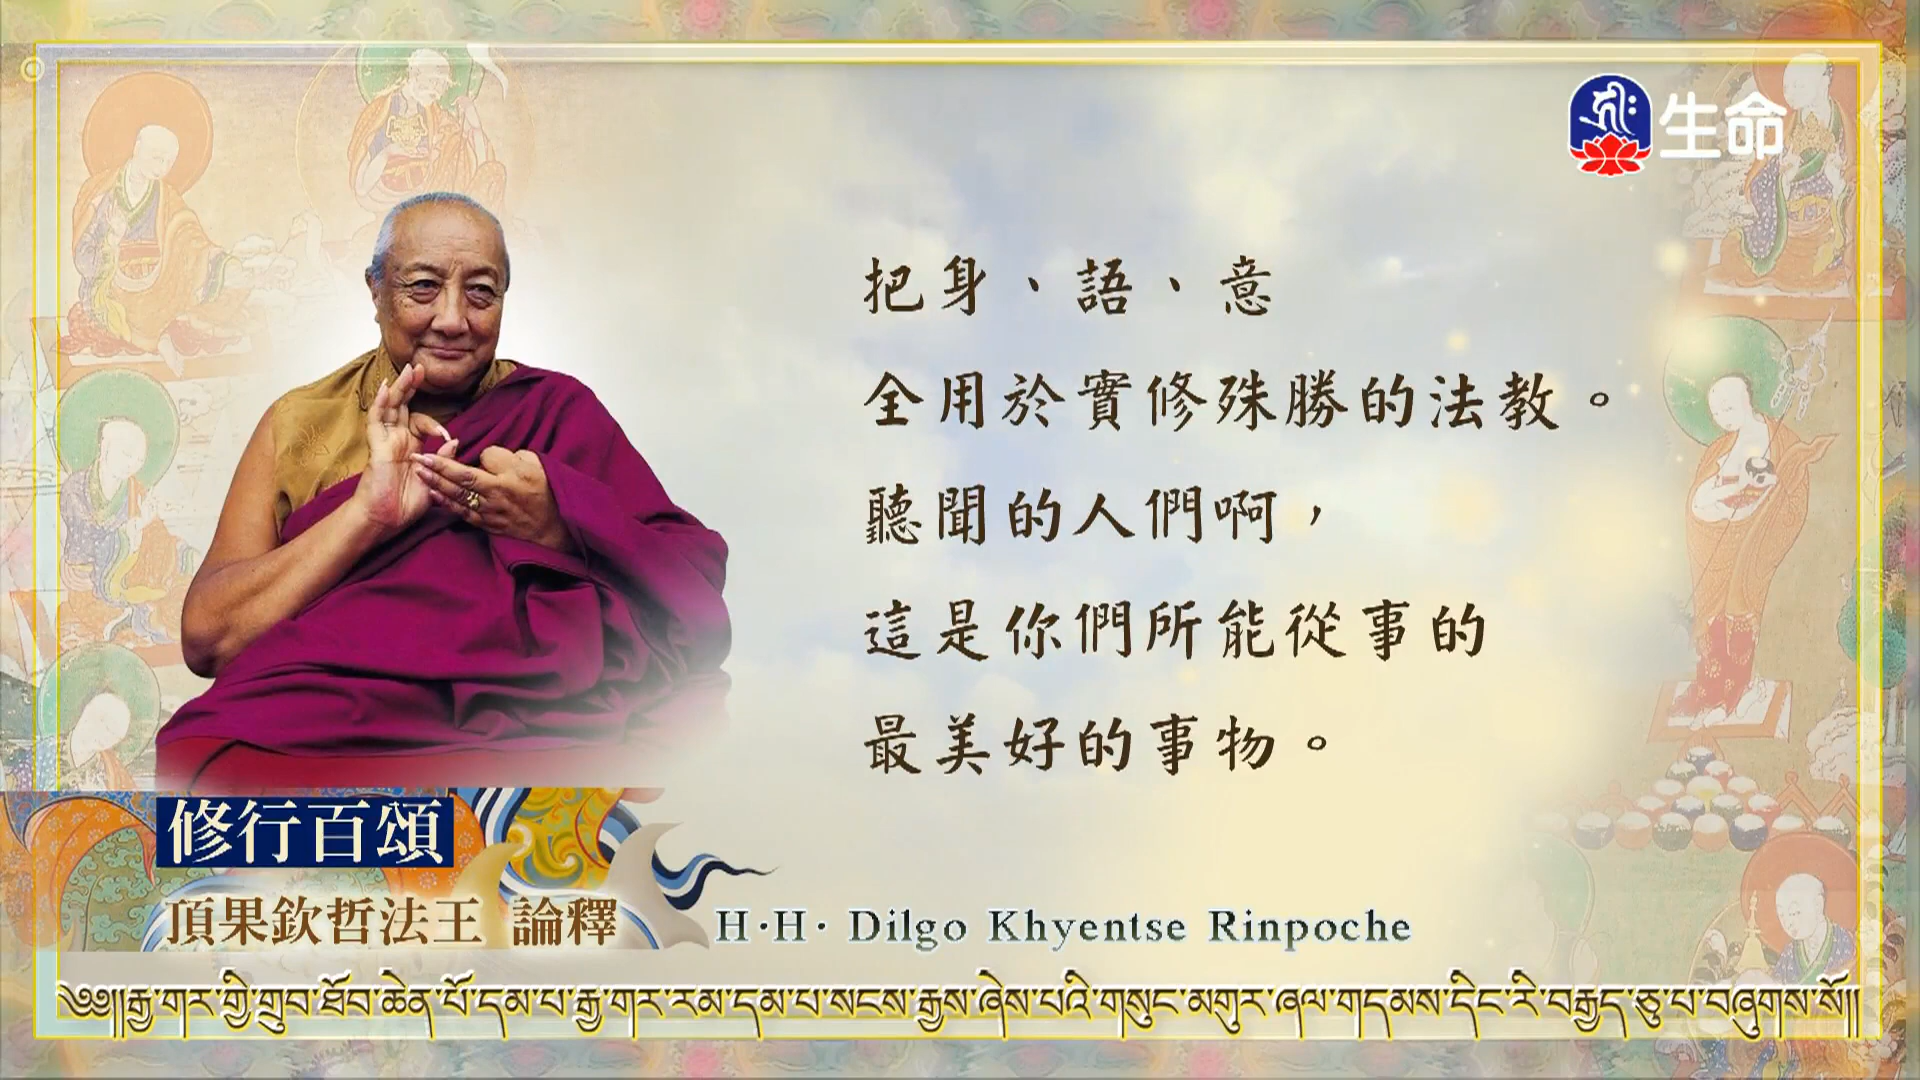 生命
把身、語、意
全用於實修殊勝的法教。
聽聞的人們啊，
這是你們所能從事的
最美好的事物。
修行百頌
頂果欽哲法王 論釋
H·H· Dilgo Khyentse Rinpoche
༄༅།།རྒྱ་གར་གྱི་གྲུབ་ཐོབ་ཆེན་པོ་དམ་པ་རྒྱ་གར་རམ་དམ་པ་སངས་རྒྱས་ཞེས་པའི་གསུང་མགུར་ཞལ་གདམས་དིང་རི་བརྒྱད་ཅུ་པ་བཞུགས་སོ།།